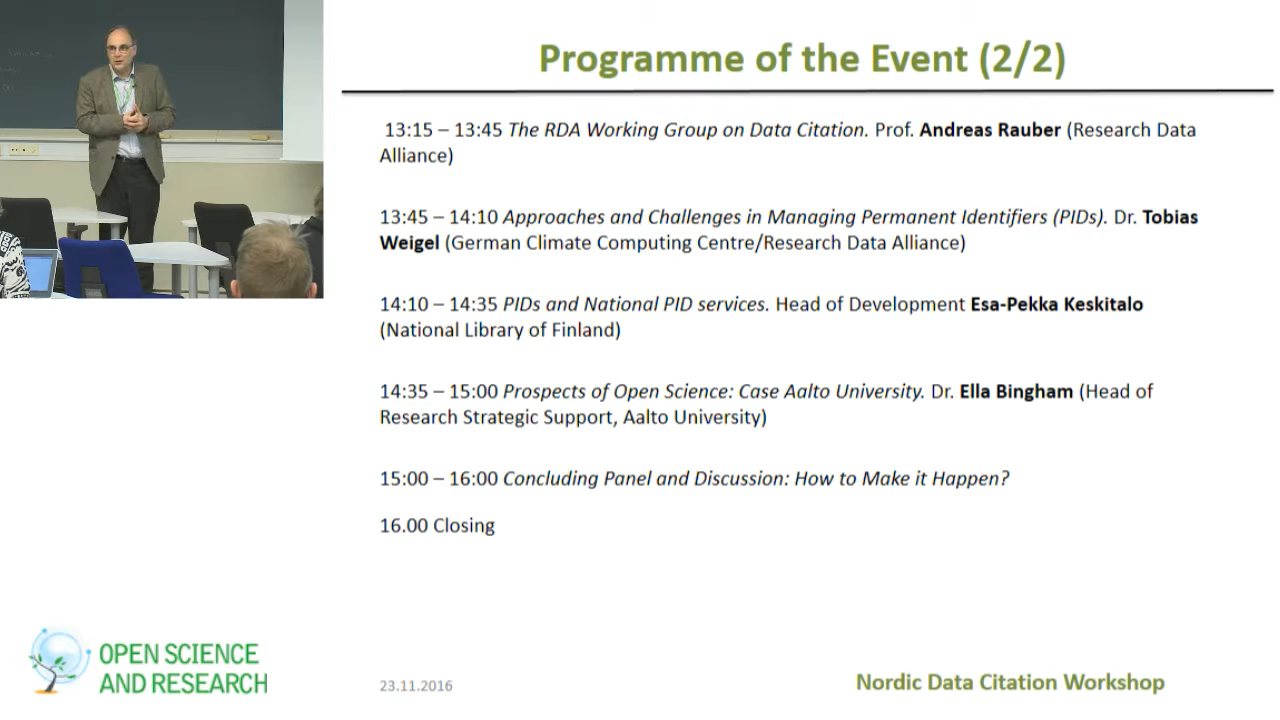 Programme of the Event (2/2)
13:15 – 13:45 The RDA Working Group on Data Citation. Prof. Andreas Rauber (Research Data
Alliance)
13:45 – 14:10 Approaches and Challenges in Managing Permanent Identifiers (PIDs). Dr. Tobias
Weigel (German Climate Computing Centre/Research Data Alliance)
14:10 – 14:35 PIDs and National PID services. Head of Development Esa-Pekka Keskitalo
(National Library of Finland)
14:35 – 15:00 Prospects of Open Science: Case Aalto University. Dr. Ella Bingham (Head of
Research Strategic Support, Aalto University)
15:00 – 16:00 Concluding Panel and Discussion: How to Make it Happen?
16.00 Closing
OPEN SCIENCE
AND RESEARCH
23.11.2016
Nordic Data Citation Workshop